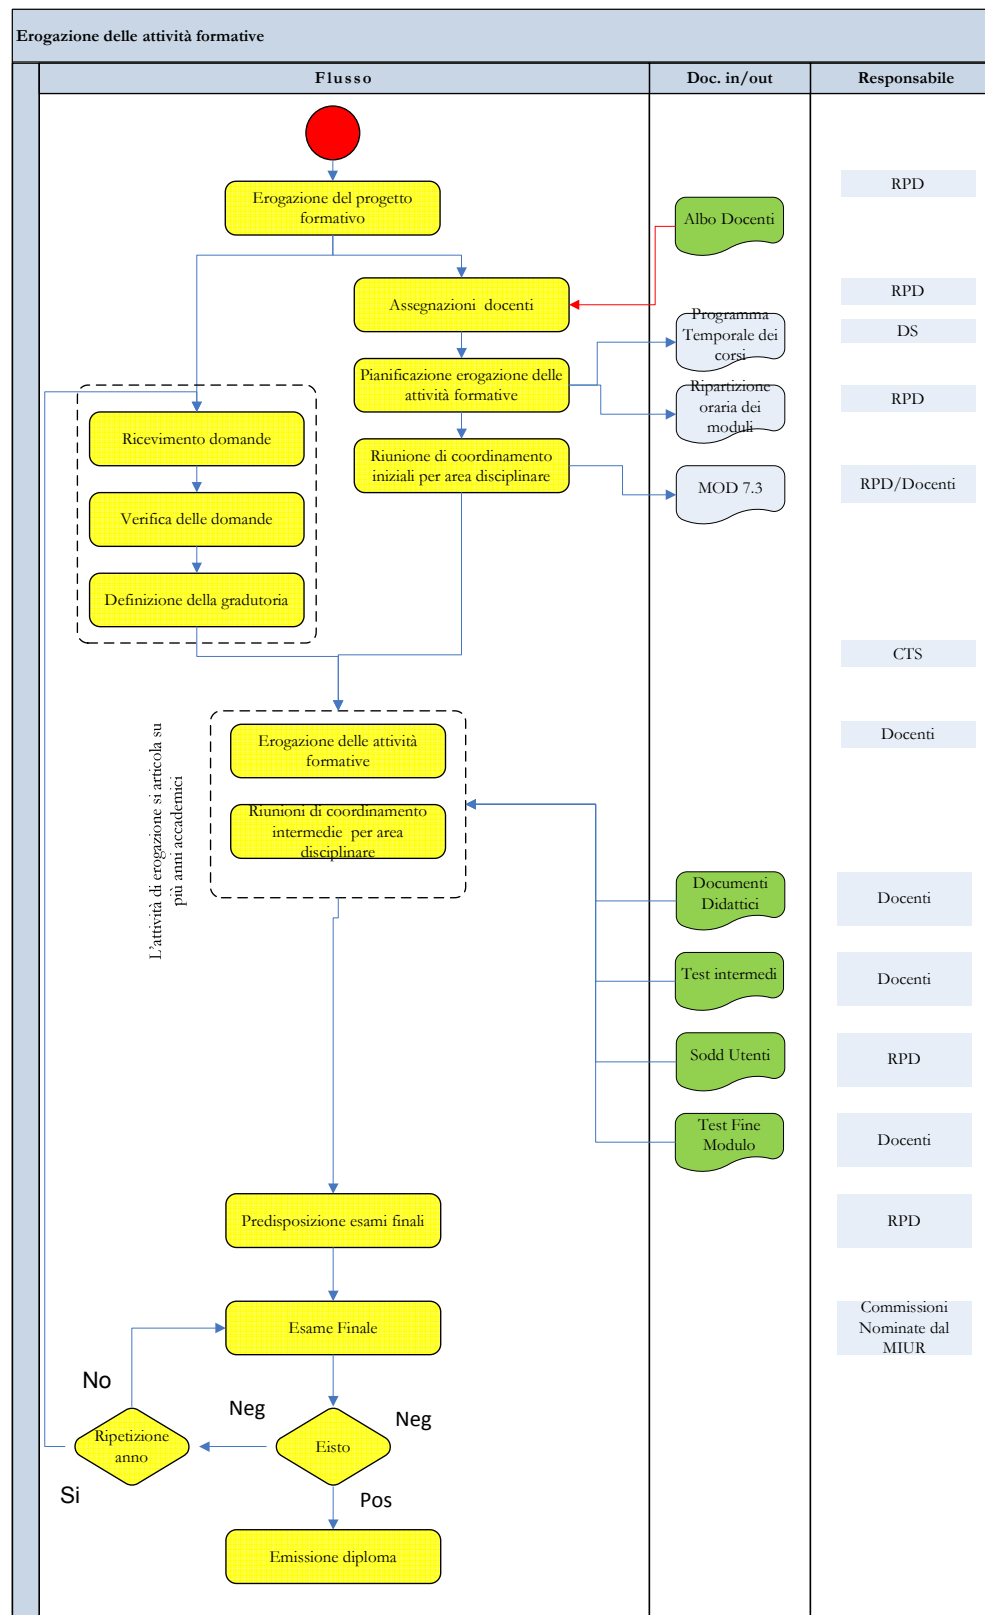 Erogazione delle attività formative
Flusso
Doc. in/out
Responsabile
Erogazione del progetto
formativo
RPD
Albo Docenti
Assegnazioni docenti
RPD
Programma
Temporale dei
corsi
DS
Pianificazione erogazione delle
attività formative
Ripartizione
oraria dei
moduli
RPD
Ricevimento domande
Riunione di coordinamento
iniziali per area disciplinare
MOD 7.3
RPD/Docenti
Verifica delle domande
Definizione della gradutoria
CTS
L'attività di erogazione si articola su
più anni accademici
Erogazione delle attività
formative
Docenti
Riunioni di coordinamento
intermedie per area
disciplinare
Documenti
Didattici
Docenti
Test intermedi
Docenti
Sodd Utenti
RPD
Test Fine
Modulo
Docenti
Predisposizione esami finali
RPD
Esame Finale
Commissioni
Nominate dal
MIUR
No
Neg
Neg
Ripetizione
anno
Eisto
Si
Pos
Emissione diploma